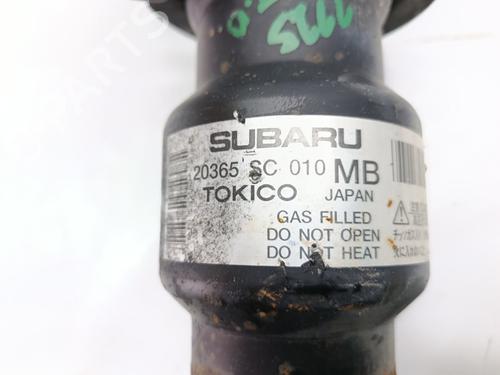 SUBARU
20365 SC 010 MB
TOKICO JAPAN
GAS FILLED
DO NOT OPEN
DO NOT HEAT